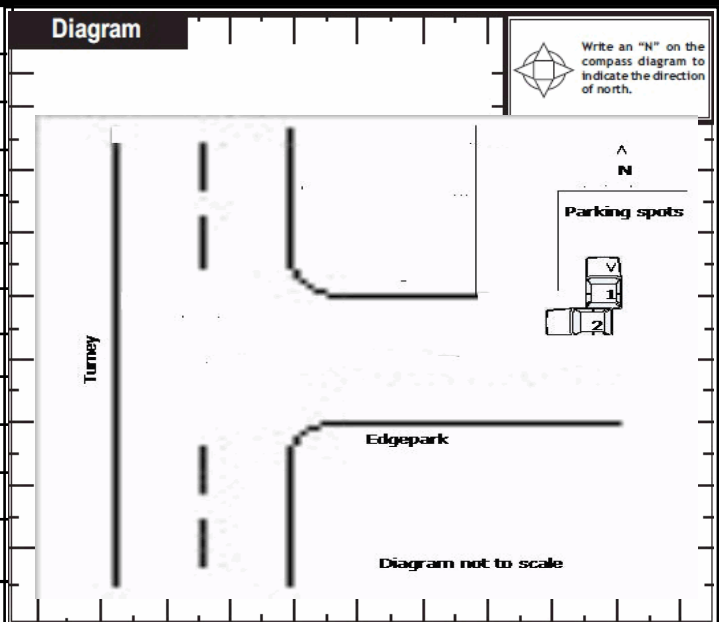 Diagram
Write an “N” on the
compass diagram to
indicate the direction
of north.
^
N
Parking spots
V
1
2
Turney
Edgepark
Diagram not to scale